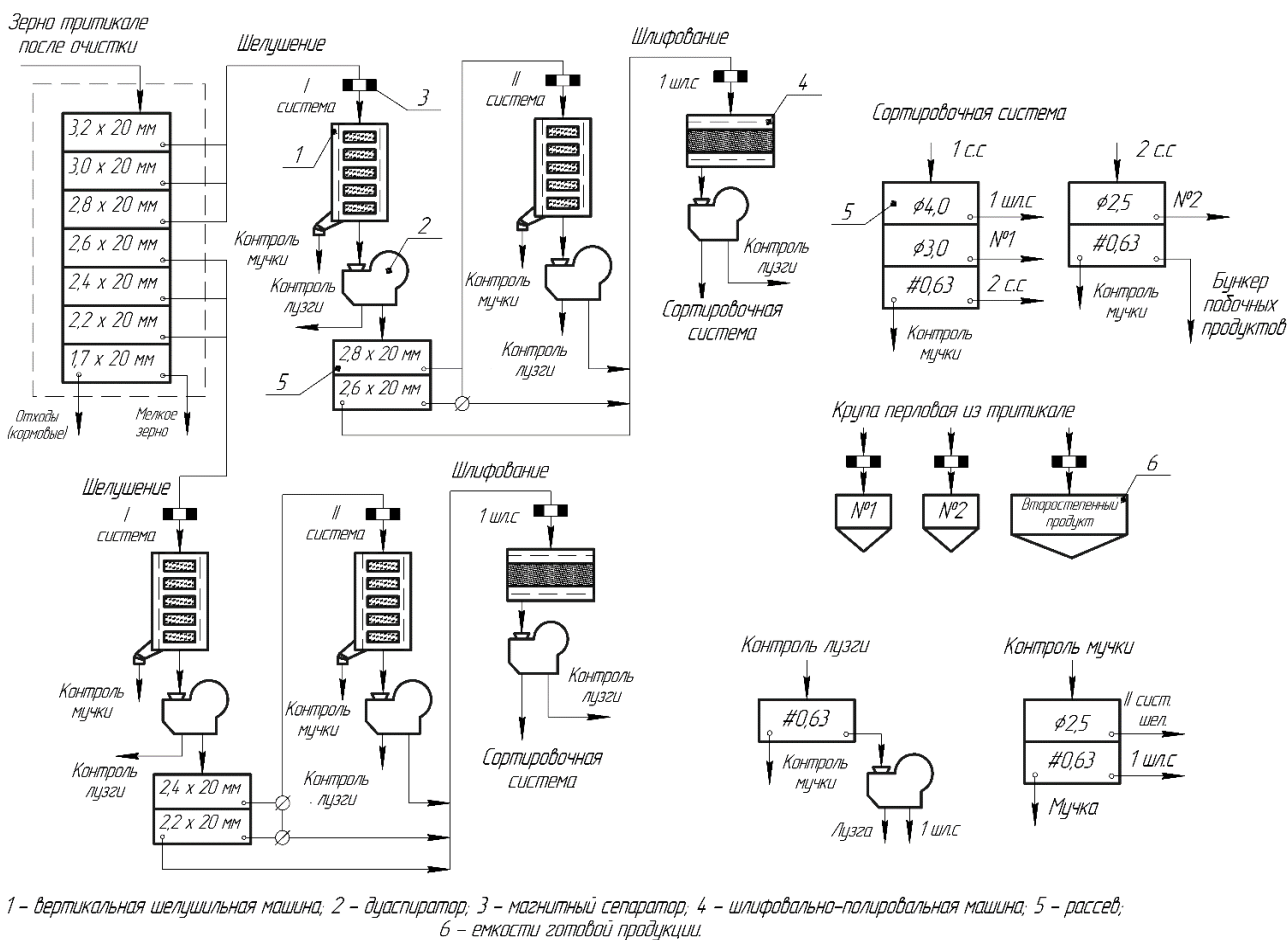 Зерно тритикале
после очистки
3,2 x 20 мм
3,0 x 20 мм
2,8 x 20 мм
2,6 x 20 мм
2,4 x 20 мм
2,2 x 20 мм
1,7 x 20 мм
Отходы
(кормовые)
Мелкое
зерно
Шелушение
I
система
3
1
Контроль
мучки
2
Контроль
лузги
2,8 x 20 мм
2,6 x 20 мм
5
II
система
Контроль
мучки
Контроль
лузги
Шлифование
1 шл.с
4
Контроль
лузги
Сортировочная
система
Сортировочная система
1 с.с
5
ϕ4,0
1 шл.с
ϕ3,0
№1
#0,63
2 с.с
Контроль
мучки
2 с.с
ϕ2,5
№2
#0,63
Контроль
мучки
Бункер
побочных
продуктов
Крупа перловая из тритикале
№1
№2
Второстепенный
продукт
6
Шелушение
I
система
Контроль
мучки
Контроль
лузги
2,4 x 20 мм
2,2 x 20 мм
II
система
Контроль
мучки
Контроль
лузги
Шлифование
1 шл.с
Контроль
лузги
Сортировочная
система
Контроль лузги
#0,63
Контроль
мучки
Лузга
1 шл.с
Контроль мучки
ϕ2,5
II сист.
шел.
#0,63
1 шл.с
Мучка
1 – вертикальная шелушильная машина; 2 – дуаспиратор; 3 – магнитный сепаратор; 4 – шлифовально-полировальная машина; 5 – рассев;
6 – емкости готовой продукции.